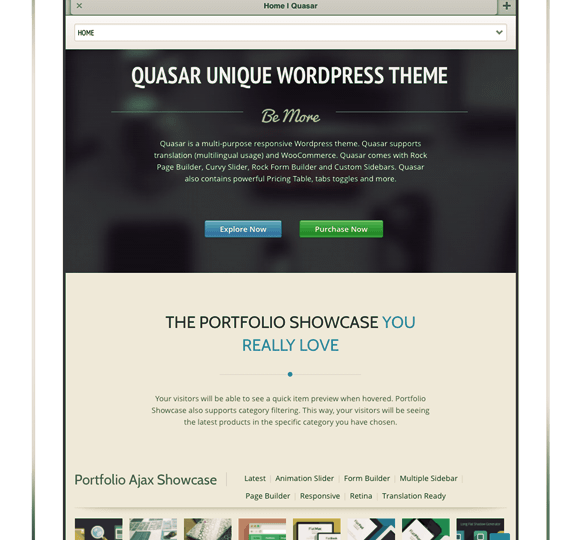 Home | Quasar
HOME
QUASAR UNIQUE WORDPRESS THEME
Be More
Quasar is a multi-purpose responsive Wordpress theme. Quasar supports
translation (multilingual usage) and WooCommerce. Quasar comes with Rock
Page Builder, Curvy Slider, Rock Form Builder and Custom Sidebars. Quasar
also contains powerful Pricing Table, tabs toggles and more.
Explore Now
Purchase Now
THE PORTFOLIO SHOWCASE YOU
REALLY LOVE
Your visitors will be able to see a quick item preview when hovered. Portfolio
Showcase also supports category filtering. This way, your visitors will be seeing
the latest products in the specific category you have chosen.
Portfolio Ajax Showcase
Latest | Animation Slider | Form Builder | Multiple Sidebar |
Page Builder | Responsive | Retina | Translation Ready